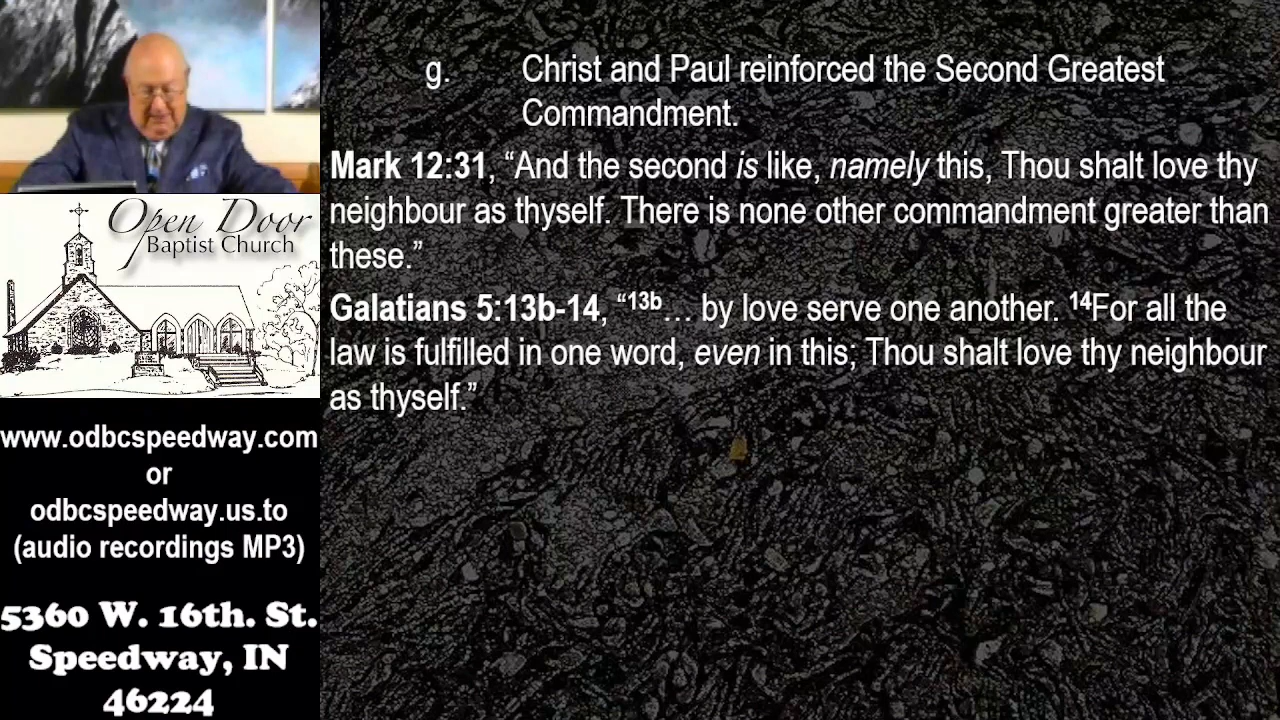 g. Christ and Paul reinforced the Second Greatest
Commandment.
Mark 12:31, “And the second is like, namely this, Thou shalt love thy
neighbour as thyself. There is none other commandment greater than
these.”
Galatians 5:13b-14, “13b… by love serve one another. 14For all the
law is fulfilled in one word, even in this; Thou shalt love thy neighbour
as thyself.”
Open Door
Baptist Church
www.odbcspeedway.com
or
odbcspeedway.us.to
(audio recordings MP3)
5360 W. 16th. St.
Speedway, IN
46224